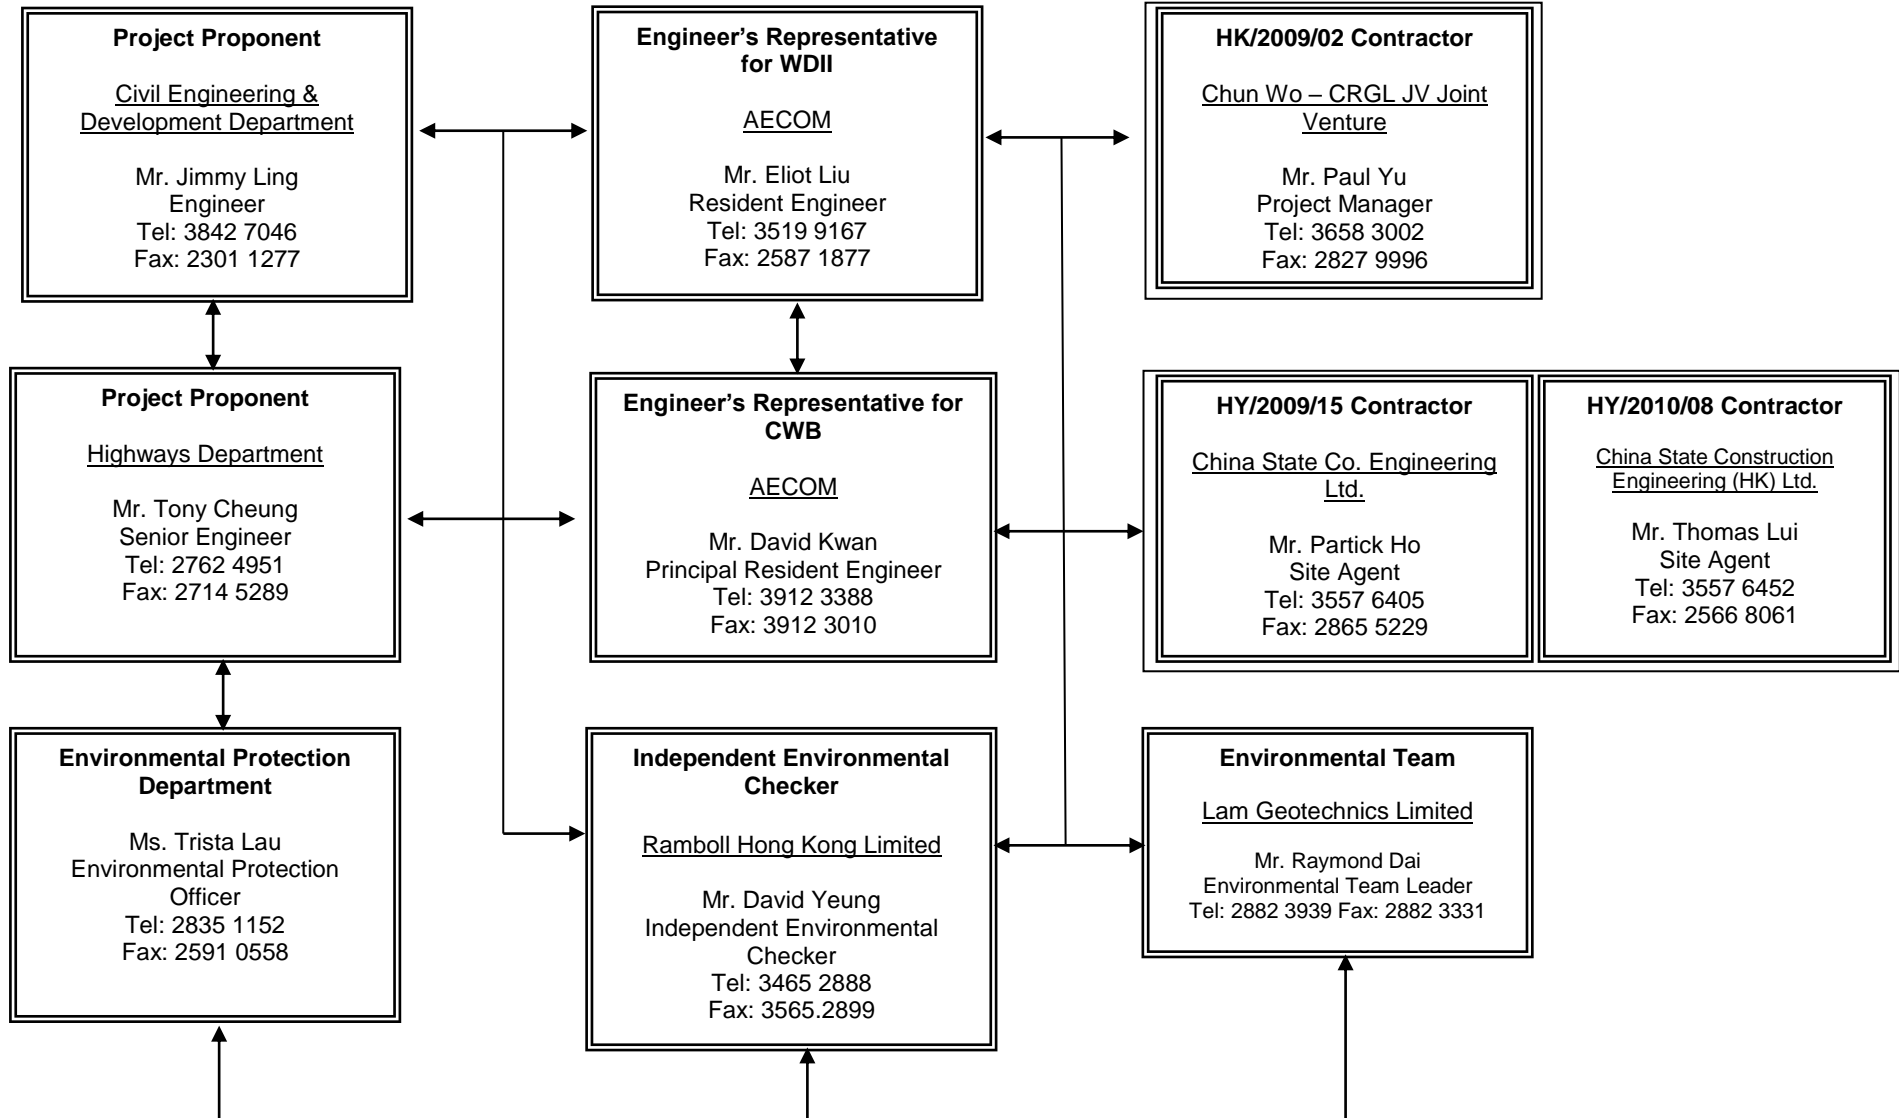 Project Proponent
Civil Engineering &
Development Department
Mr. Jimmy Ling
Engineer
Tel: 3842 7046
Fax: 2301 1277
Engineer’s Representative
for WDII
AECOM
Mr. Eliot Liu
Resident Engineer
Tel: 3519 9167
Fax: 2587 1877
HK/2009/02 Contractor
Chun Wo – CRGL JV Joint
Venture
Mr. Paul Yu
Project Manager
Tel: 3658 3002
Fax: 2827 9996
Project Proponent
Highways Department
Mr. Tony Cheung
Senior Engineer
Tel: 2762 4951
Fax: 2714 5289
Engineer’s Representative for
CWB
AECOM
Mr. David Kwan
Principal Resident Engineer
Tel: 3912 3388
Fax: 3912 3010
HY/2009/15 Contractor
China State Co. Engineering
Ltd.
Mr. Partick Ho
Site Agent
Tel: 3557 6405
Fax: 2865 5229
HY/2010/08 Contractor
China State Construction
Engineering (HK) Ltd.
Mr. Thomas Lui
Site Agent
Tel: 3557 6452
Fax: 2566 8061
Environmental Protection
Department
Ms. Trista Lau
Environmental Protection
Officer
Tel: 2835 1152
Fax: 2591 0558
Independent Environmental
Checker
Ramboll Hong Kong Limited
Mr. David Yeung
Independent Environmental
Checker
Tel: 3465 2888
Fax: 3565.2899
Environmental Team
Lam Geotechnics Limited
Mr. Raymond Dai
Environmental Team Leader
Tel: 2882 3939 Fax: 2882 3331